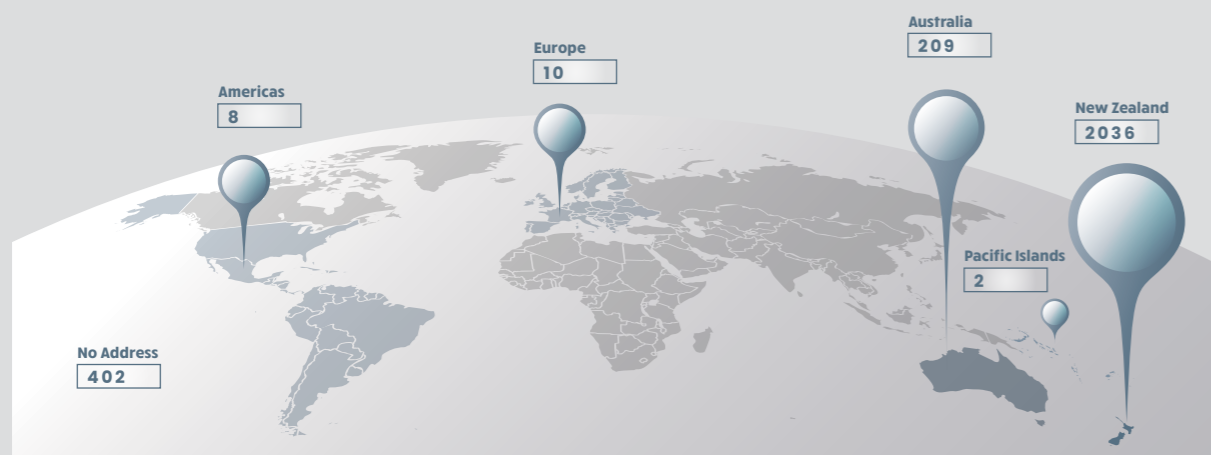 Australia
209
Europe
10
Americas
8
New Zealand
2036
Pacific Islands
2
No Address
402